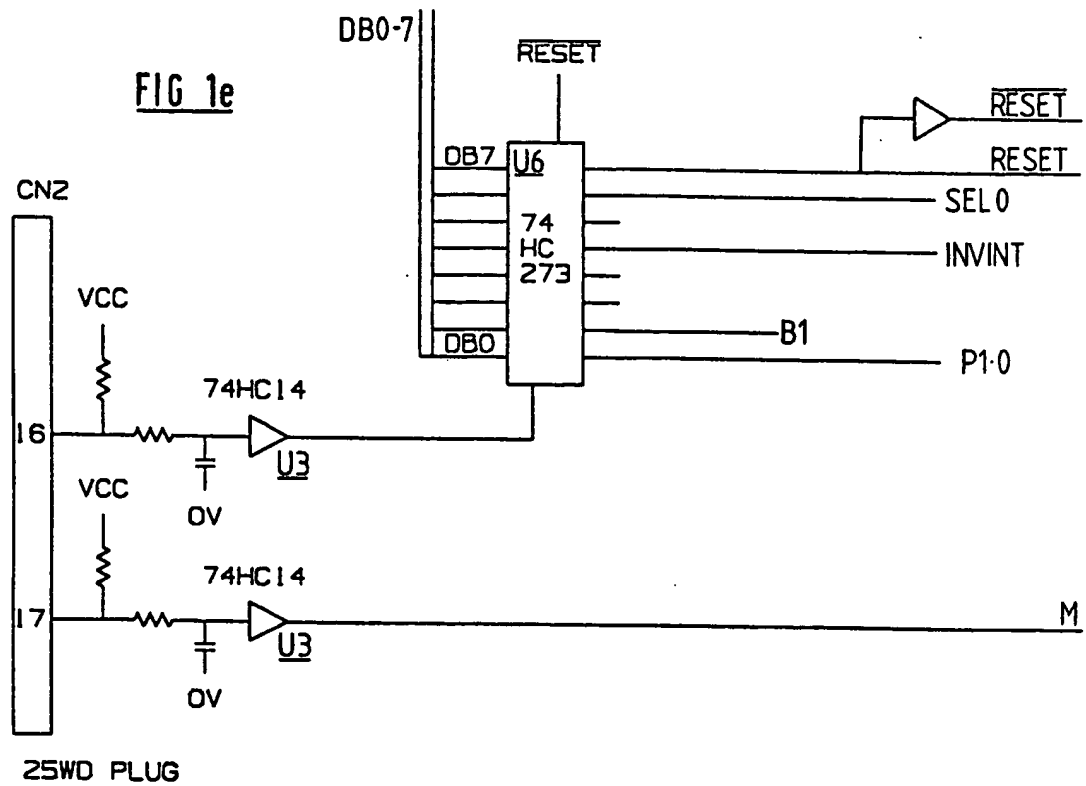 DB0-7
RESET
FIG 1e
RESET
DB7
U6
RESET
CN2
SEL0
74
HC
INVINT
273
VCC
B1
DB0
P1·0
74HC14
16
U3
VCC
0V
74HC14
17
M
U3
0V
25WD PLUG